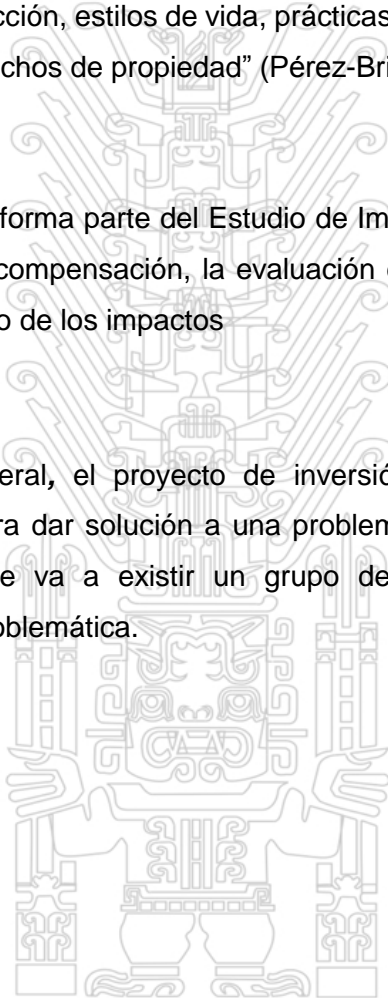 cción, estilos de vida, prácticas
chos de propiedad” (Pérez-Bri
forma parte del Estudio de Im
compensación, la evaluación
o de los impactos
eral, el proyecto de inversió
ra dar solución a una problem
e va a existir un grupo de
oblemática.